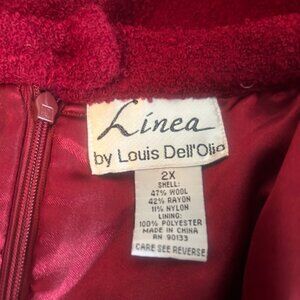 Linea
by Louis Dell'Olio
2X
SHELL:
47% WOOL
42% RAYON
11% NYLON
LINING:
100% POLYESTER
MADE IN CHINA
RN 90133
CARE SEE REVERSE